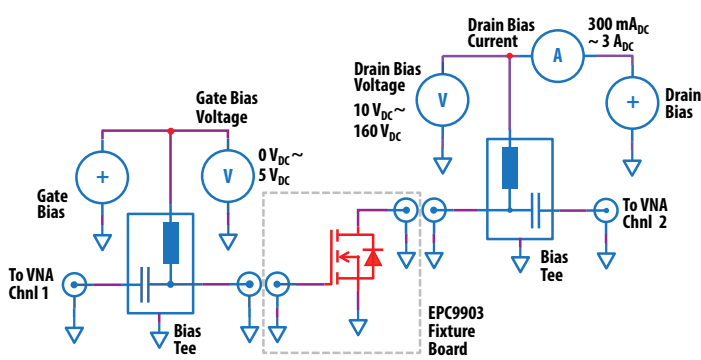 Drain Bias
Current
300 mADC
~ 3 ADC
A
Drain Bias
Voltage
10 VDC~
160 VDC
V
+
Drain
Bias
Gate Bias
Voltage
0 VDC ~
5 VDC
V
+
Gate
Bias
To VNA
Chnl 2
Bias
Tee
To VNA
Chnl 1
Bias
Tee
EPC9903
Fixture
Board